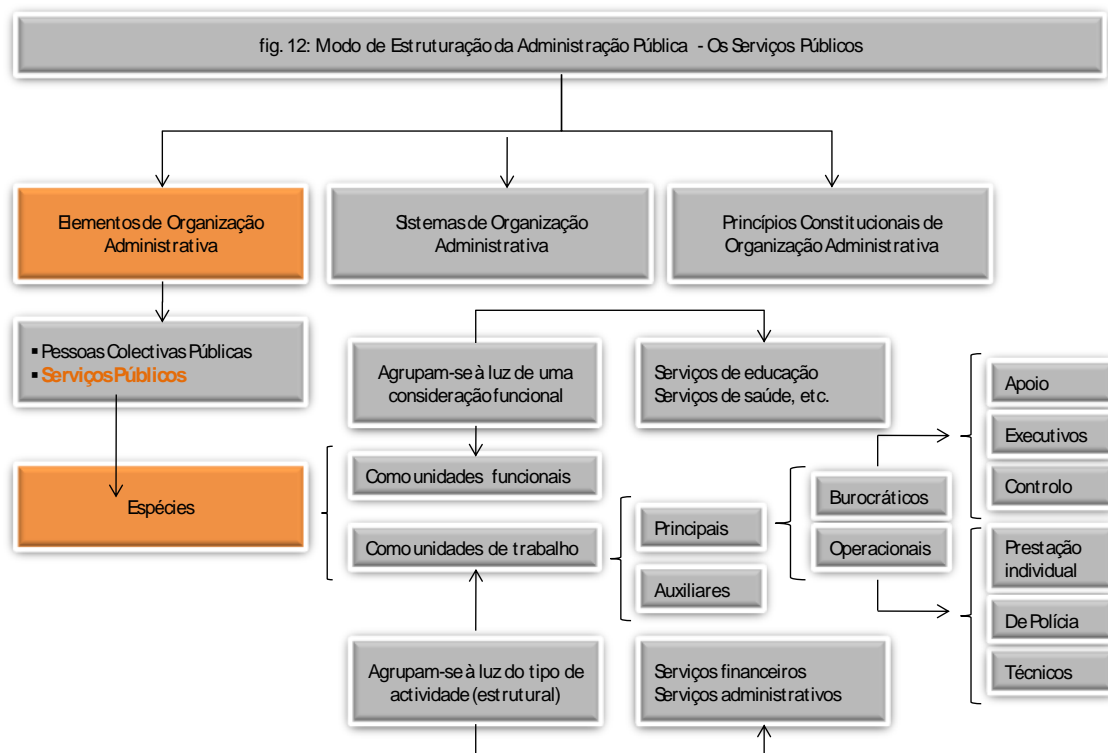 fig. 12: Modo de Estruturação da Administração Pública - Os Serviços Públicos
Elementos de Organização
Administrativa
Sistemas de Organização
Administrativa
Princípios Constitucionais de
Organização Administrativa
▪ Pessoas Colectivas Públicas
▪ Serviços Públicos
Agrupam-se à luz de uma
consideração funcional
Serviços de educação
Serviços de saúde, etc.
Espécies
Como unidades funcionais
Como unidades de trabalho
Principais
Auxiliares
Burocráticos
Operacionais
Apoio
Executivos
Controlo
Prestação
individual
De Polícia
Técnicos
Agrupam-se à luz do tipo de
actividade (estrutural)
Serviços financeiros
Serviços administrativos